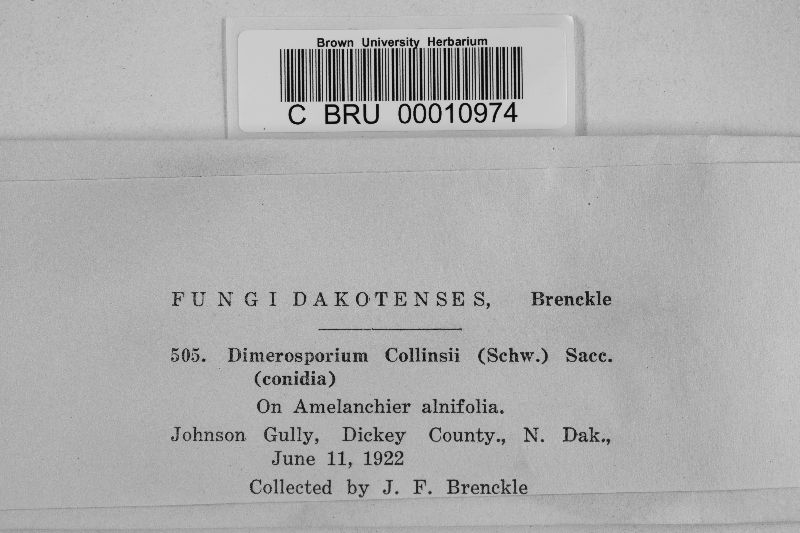 Brown University Herbarium
C BRU 00010974
FUNGI DAKOTENSES, Brenckle
505. Dimerosporium Collinsii (Schw.) Sacc.
(conidia)
On Amelanchier alnifolia.
Johnson Gully, Dickey County., N. Dak.,
June 11, 1922
Collected by J. F. Brenckle